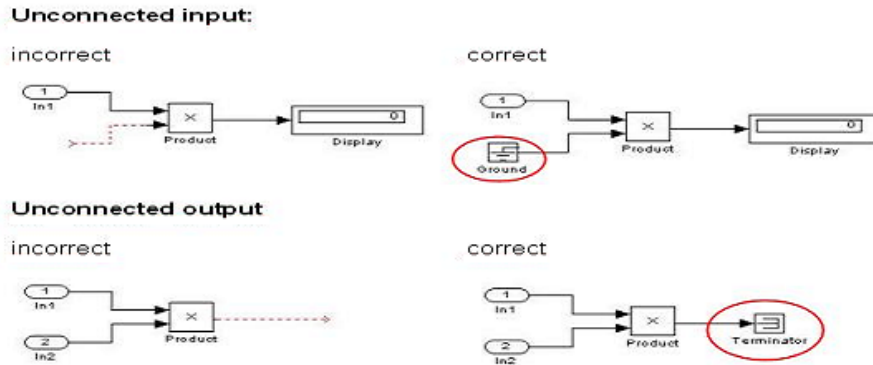 Unconnected input:
incorrect
correct
1
In1
×
Product
0
Display
1
In1
Ground
×
Product
0
Display
Unconnected output
incorrect
correct
1
In1
2
In2
×
Product
1
In1
2
In2
×
Product
Terminator